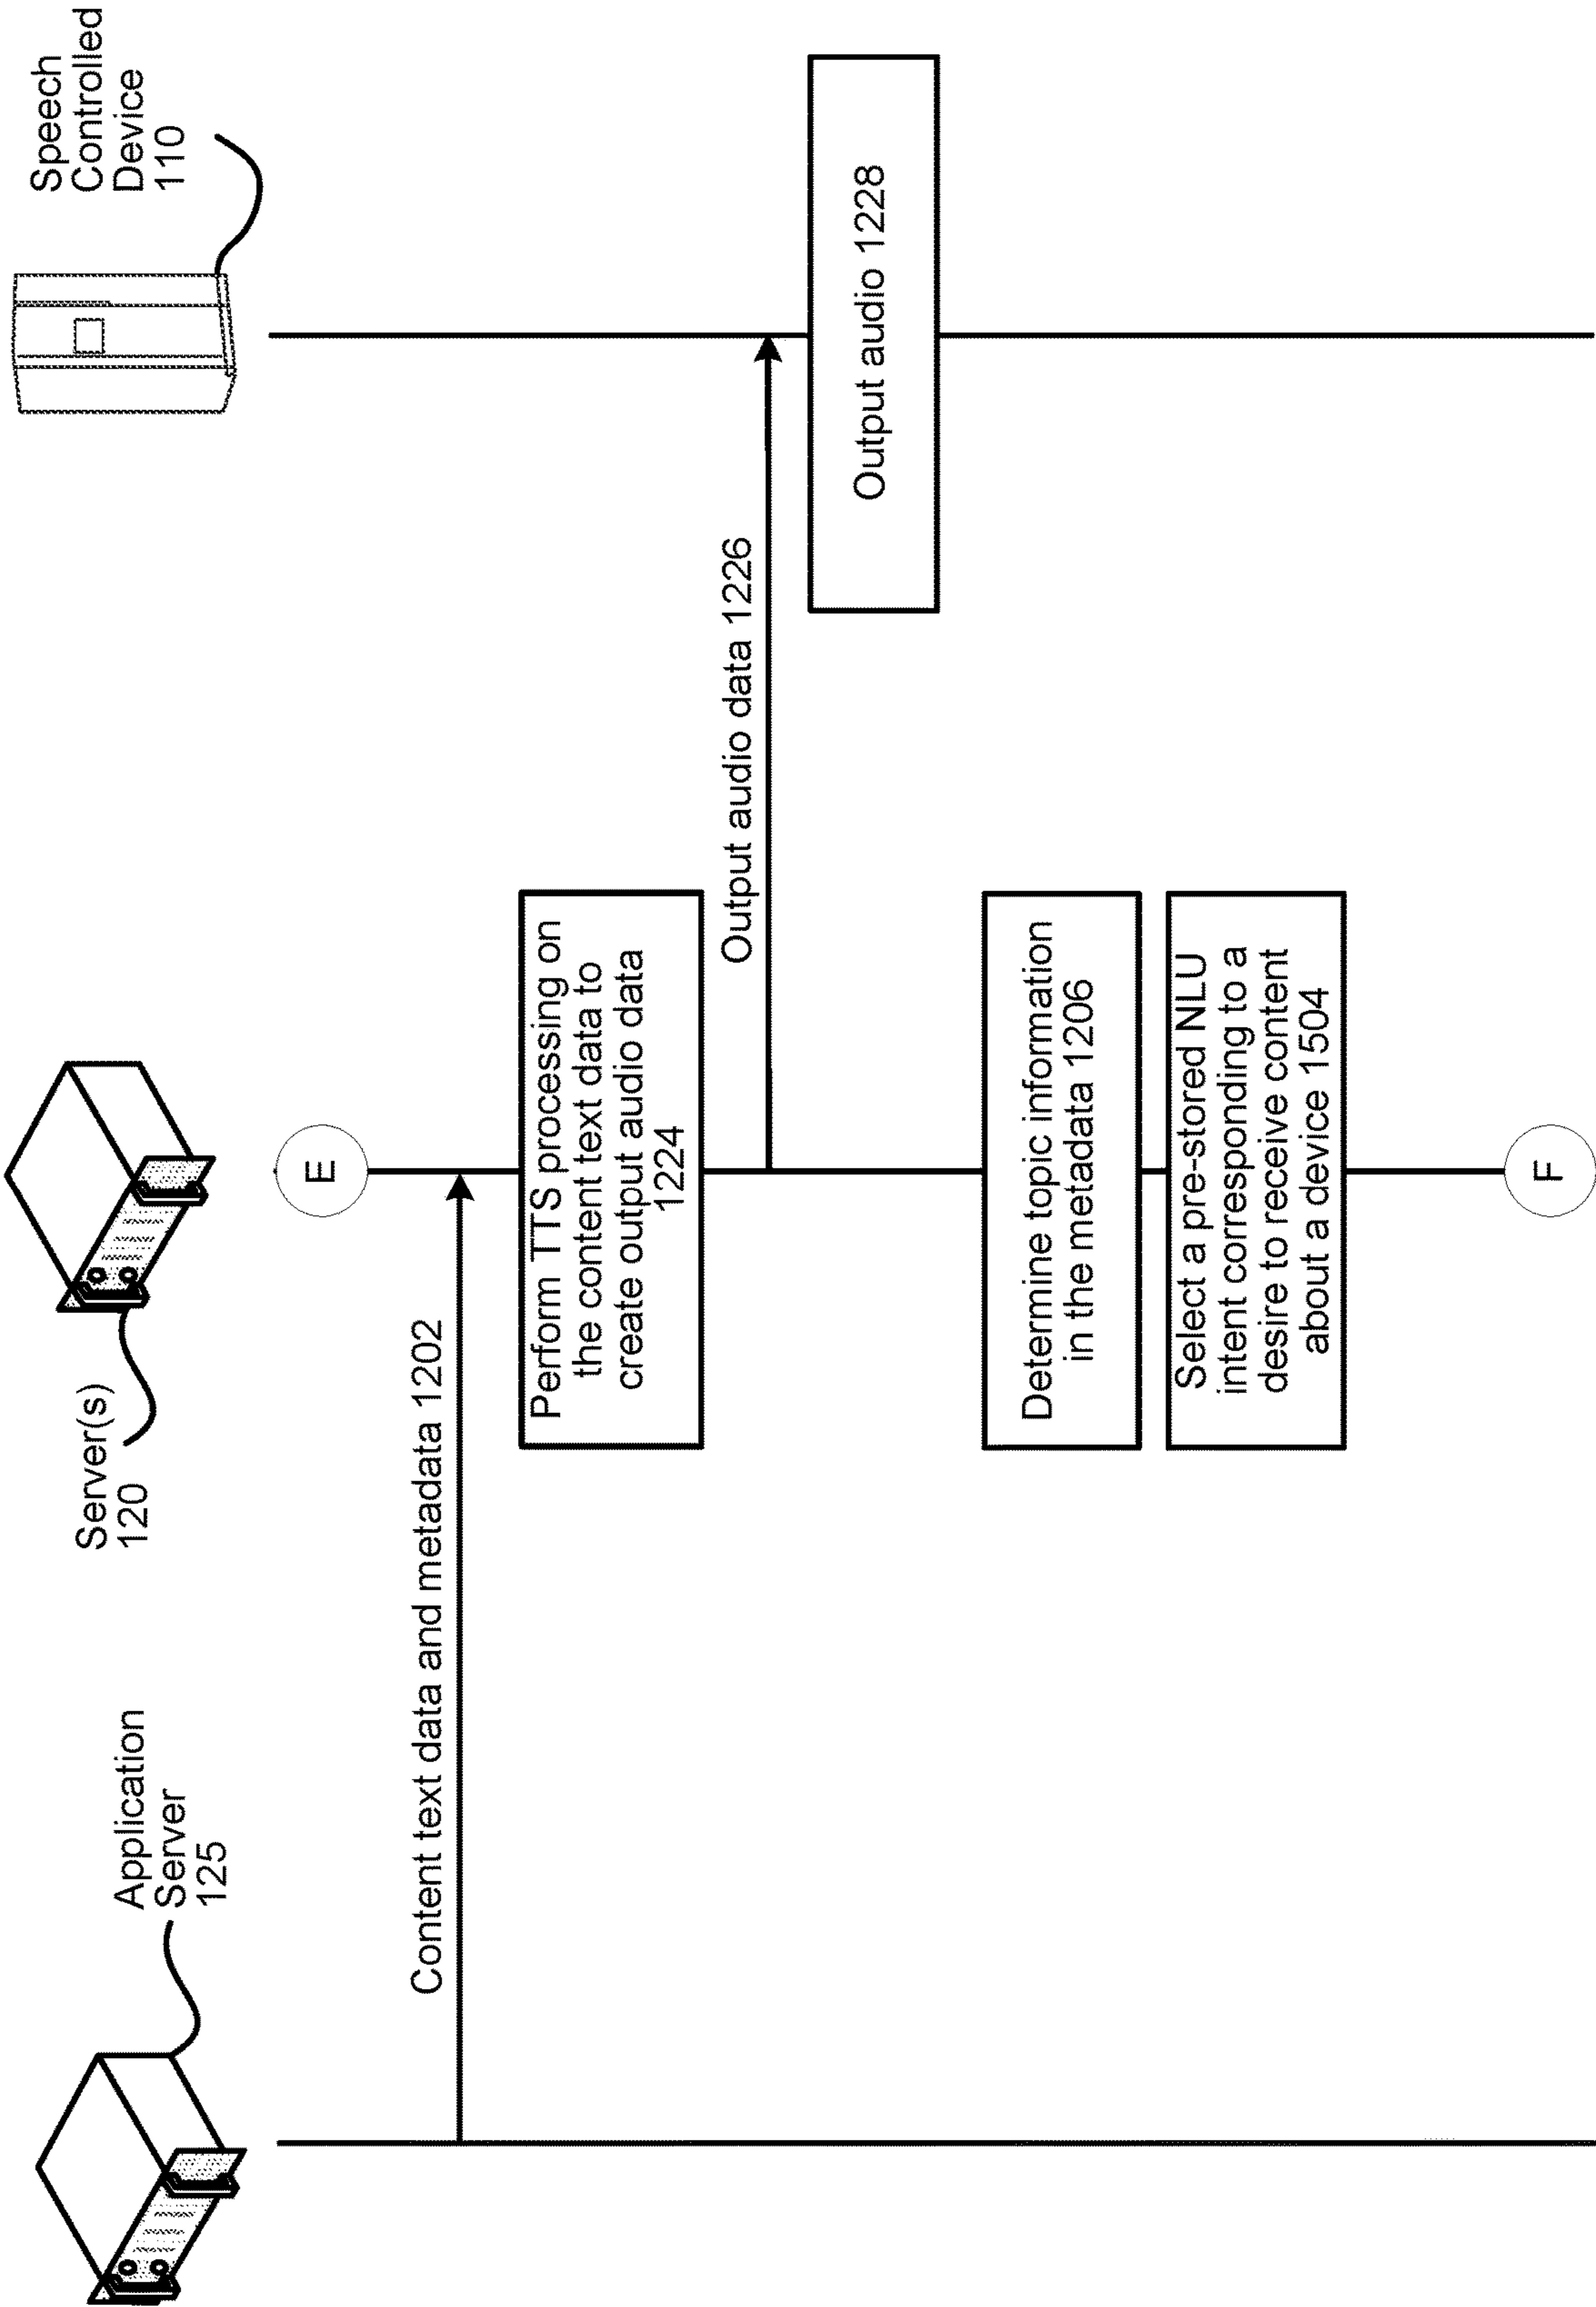 Application
Server
125
Server(s)
120
Speech
Controlled
Device
110
E
Content text data and metadata 1202
Perform TTS processing on
the content text data to
create output audio data
1224
Output audio data 1226
Output audio 1228
Determine topic information
in the metadata 1206
Select a pre-stored NLU
intent corresponding to a
desire to receive content
about a device 1504
F